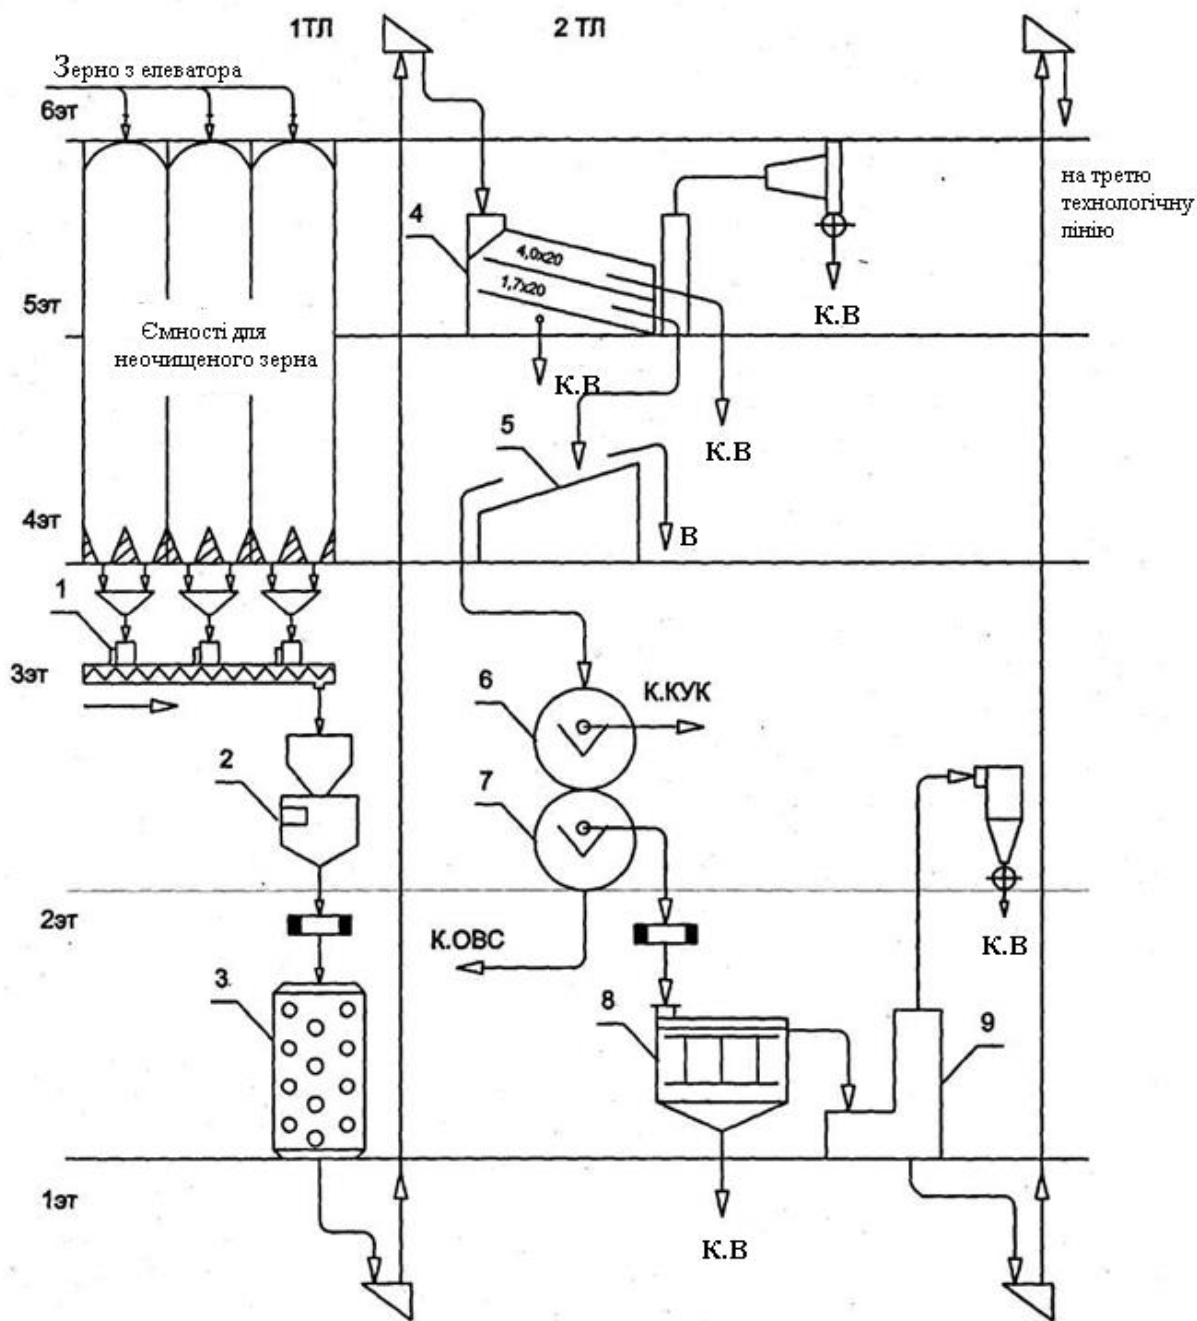 1ТЛ
2 ТЛ
Зерно з елеватора
6эт
на третю
технологічну
лінію
4
4,0х20
1,7х20
5эт
К.В
Ємності для
неочищеного зерна
К.В
К.В
5
4эт
В
1
3эт
6
К.КУК
2
7
2эт
К.ОВС
К.В
3
8
9
1эт
К.В